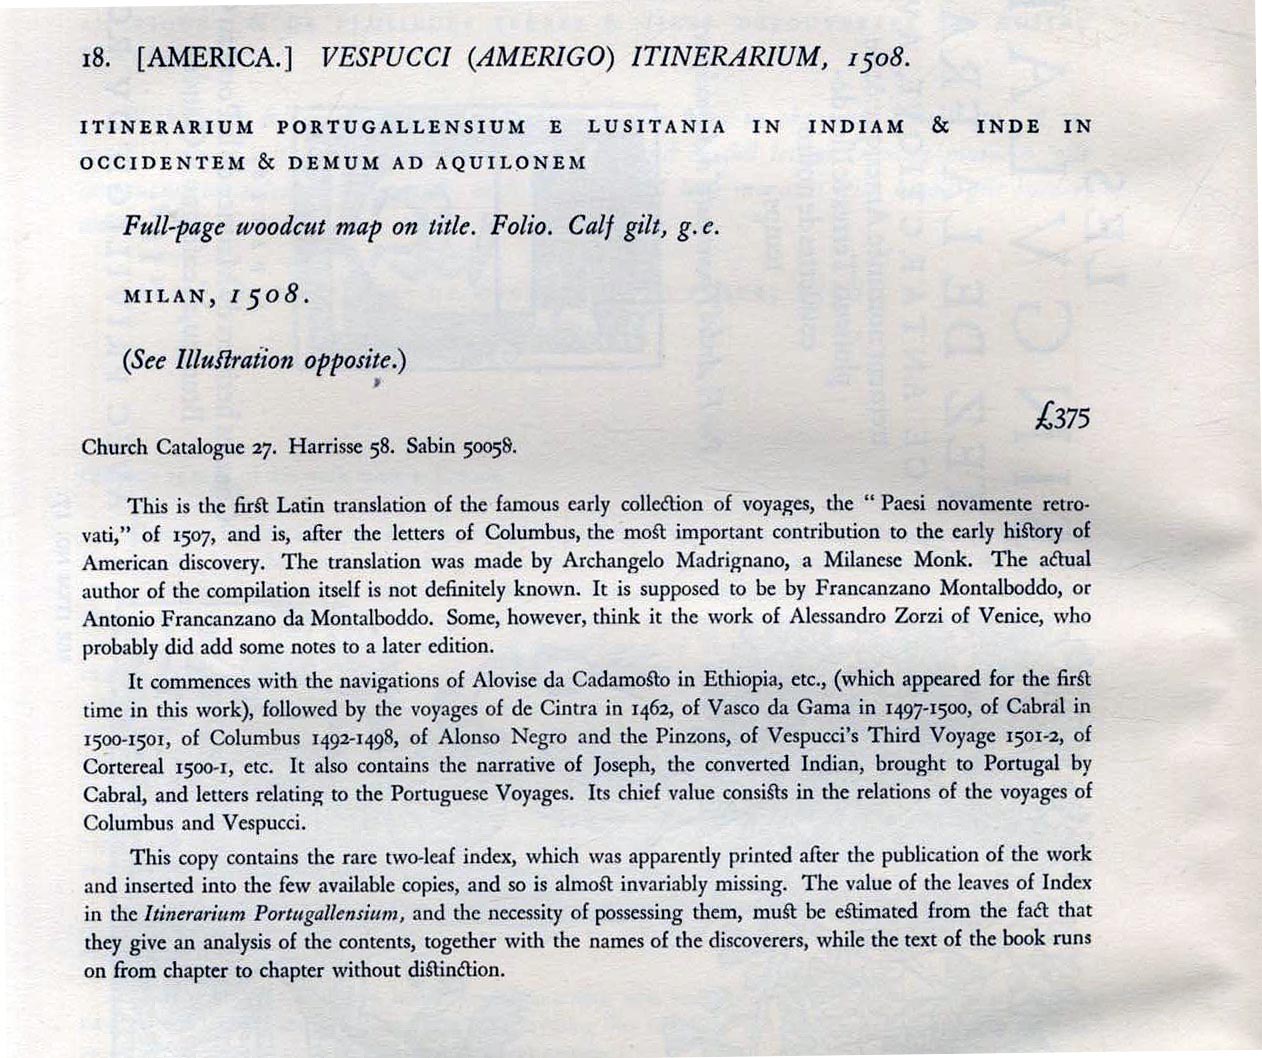 18. [AMERICA.] VESPUCCI (AMERIGO) ITINERARIUM, 1508.
ITINERARIUM PORTUGALLENSIUM E LUSITANIA IN INDIAM & INDE IN
OCCIDENTEM & DEMUM AD AQUILONEM
Full-page woodcut map on title. Folio. Calf gilt, g.e.
MILAN, 1508.
(See Illustration opposite.)
£375
Church Catalogue 27. Harrisse 58. Sabin 50058.
This is the first Latin translation of the famous early collection of voyages, the “ Paesi novamente retro-
vati,” of 1507, and is, after the letters of Columbus, the most important contribution to the early history of
American discovery. The translation was made by Archangelo Madrignano, a Milanese Monk. The actual
author of the compilation itself is not definitely known. It is supposed to be by Francanzano Montalboddo, or
Antonio Francanzano da Montalboddo. Some, however, think it the work of Alessandro Zorzi of Venice, who
probably did add some notes to a later edition.
It commences with the navigations of Alovise da Cadamosto in Ethiopia, etc., (which appeared for the first
time in this work), followed by the voyages of de Cintra in 1462, of Vasco da Gama in 1497-1500, of Cabral in
1500-1501, of Columbus 1492-1498, of Alonso Negro and the Pinzons, of Vespucci's Third Voyage 1501-2, of
Cortereal 1500-1, etc. It also contains the narrative of Joseph, the converted Indian, brought to Portugal by
Cabral, and letters relating to the Portuguese Voyages. Its chief value consists in the relations of the voyages of
Columbus and Vespucci.
This copy contains the rare two-leaf index, which was apparently printed after the publication of the work
and inserted into the few available copies, and so is almost invariably missing. The value of the leaves of Index
in the Itinerarium Portugallensium, and the necessity of possessing them, must be estimated from the fact that
they give an analysis of the contents, together with the names of the discoverers, while the text of the book runs
on from chapter to chapter without distinction.